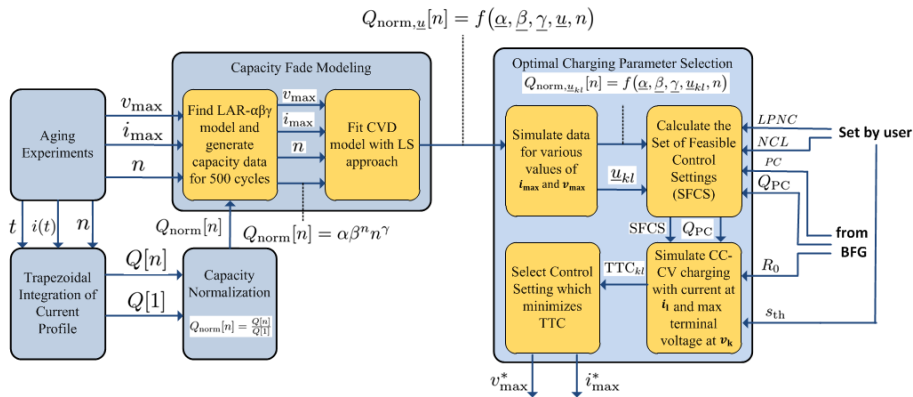 Q_norm,u[n] = f(α, β, γ, u, n)
Capacity Fade Modeling
Optimal Charging Parameter Selection
Q_norm,u_kl[n] = f(α, β, γ, u_kl, n)
Aging
Experiments
v_max
i_max
n
Find LAR-αβγ
model and
generate
capacity data
for 500 cycles
v_max
i_max
n
Fit CVD
model with LS
approach
Simulate data
for various
values of
i_max and v_max
u_kl
Calculate the
Set of Feasible
Control
Settings
(SFCS)
LPNC
NCL
PC
Q_PC
Set by user
from
BFG
t
i(t)
n
Q_norm[n]
Q_norm[n] = αβ^n n^γ
SFCS
Q_PC
Trapezoidal
Integration of
Current
Profile
Q[n]
Q[1]
Capacity
Normalization
Q_norm[n] = Q[n]/Q[1]
Select Control
Setting which
minimizes
TTC
TTC_kl
Simulate CC-
CV charging
with current at
i_l and max
terminal
voltage at v_k
R_0
s_th
v*_max
i*_max